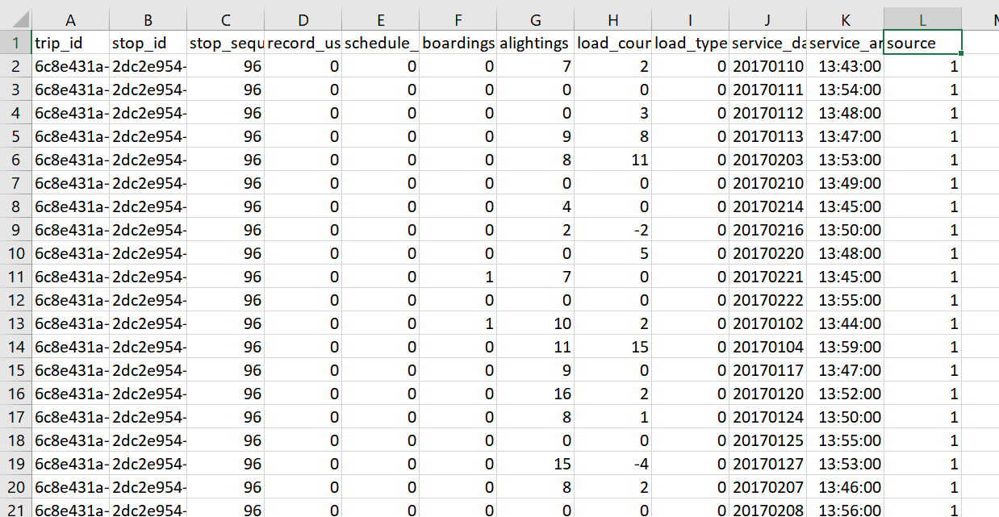 A B C D E F G H I J K L
1 trip_id stop_id stop_sequ record_us schedule_ boardings alightings load_cour load_type service_da service_ar source
2 6c8e431a- 2dc2e954- 96 0 0 0 7 2 0 20170110 13:43:00 1
3 6c8e431a- 2dc2e954- 96 0 0 0 0 0 0 20170111 13:54:00 1
4 6c8e431a- 2dc2e954- 96 0 0 0 0 3 0 20170112 13:48:00 1
5 6c8e431a- 2dc2e954- 96 0 0 0 9 8 0 20170113 13:47:00 1
6 6c8e431a- 2dc2e954- 96 0 0 0 8 11 0 20170203 13:53:00 1
7 6c8e431a- 2dc2e954- 96 0 0 0 0 0 0 20170210 13:49:00 1
8 6c8e431a- 2dc2e954- 96 0 0 0 4 0 0 20170214 13:45:00 1
9 6c8e431a- 2dc2e954- 96 0 0 0 2 -2 0 20170216 13:50:00 1
10 6c8e431a- 2dc2e954- 96 0 0 0 0 5 0 20170220 13:48:00 1
11 6c8e431a- 2dc2e954- 96 0 0 1 7 0 0 20170221 13:45:00 1
12 6c8e431a- 2dc2e954- 96 0 0 0 0 0 0 20170222 13:55:00 1
13 6c8e431a- 2dc2e954- 96 0 0 1 10 2 0 20170102 13:44:00 1
14 6c8e431a- 2dc2e954- 96 0 0 0 11 15 0 20170104 13:59:00 1
15 6c8e431a- 2dc2e954- 96 0 0 0 9 0 0 20170117 13:47:00 1
16 6c8e431a- 2dc2e954- 96 0 0 0 16 2 0 20170120 13:52:00 1
17 6c8e431a- 2dc2e954- 96 0 0 0 8 1 0 20170124 13:50:00 1
18 6c8e431a- 2dc2e954- 96 0 0 0 0 0 0 20170125 13:55:00 1
19 6c8e431a- 2dc2e954- 96 0 0 0 15 -4 0 20170127 13:53:00 1
20 6c8e431a- 2dc2e954- 96 0 0 0 8 2 0 20170207 13:46:00 1
21 6c8e431a- 2dc2e954- 96 0 0 0 0 0 0 20170208 13:56:00 1